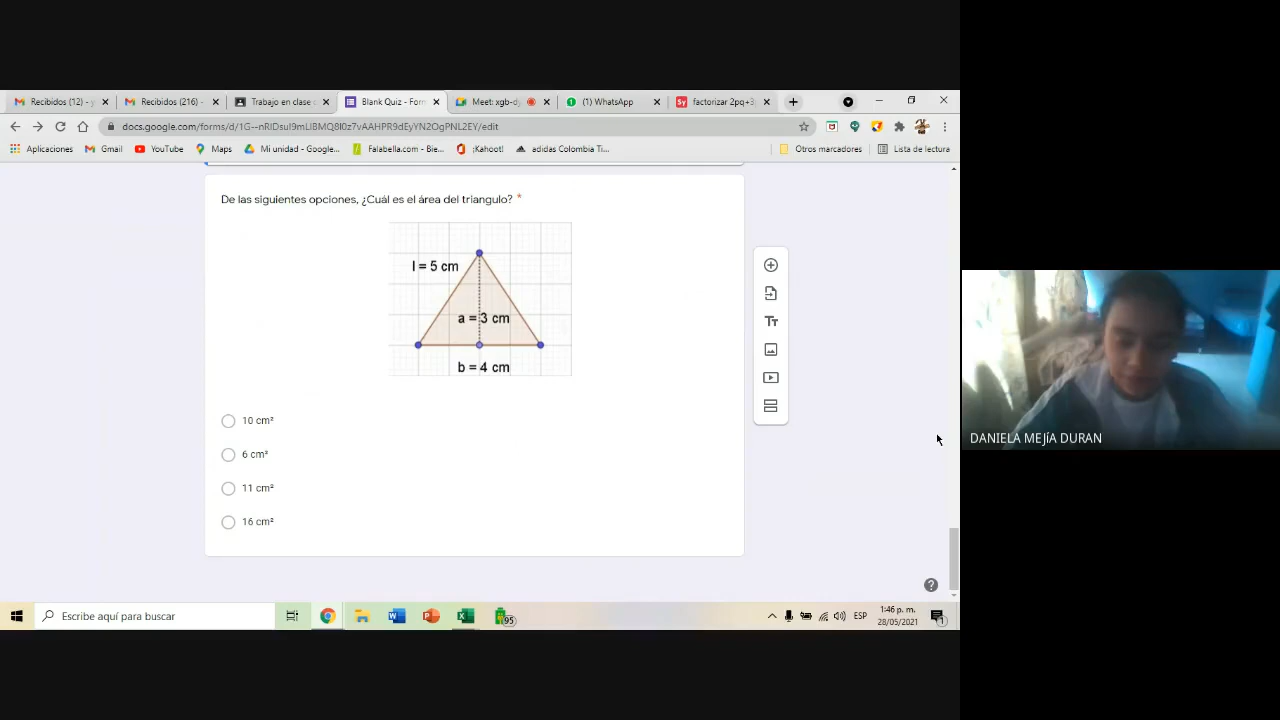 Recibidos (12) - y
Recibidos (216) -
Trabajo en clase c
Blank Quiz - Form
Meet: xgb-d
(1) WhatsApp
factorizar 2pq+3
docs.google.com/forms/d/1G--nRIDsuI9mLlBMQ8l0z7vAAHPR9dEyYN2OgPNL2EY/edit
Aplicaciones
Gmail
YouTube
Maps
Mi unidad - Google...
Falabella.com - Bie...
¡Kahoot!
adidas Colombia Ti...
Otros marcadores
Lista de lectura
De las siguientes opciones, ¿Cuál es el área del triangulo? *
l = 5 cm
a = 3 cm
b = 4 cm
10 cm²
6 cm²
11 cm²
16 cm²
DANIELA MEJíA DURAN
Escribe aquí para buscar
95
ESP
1:46 p. m.
28/05/2021
1